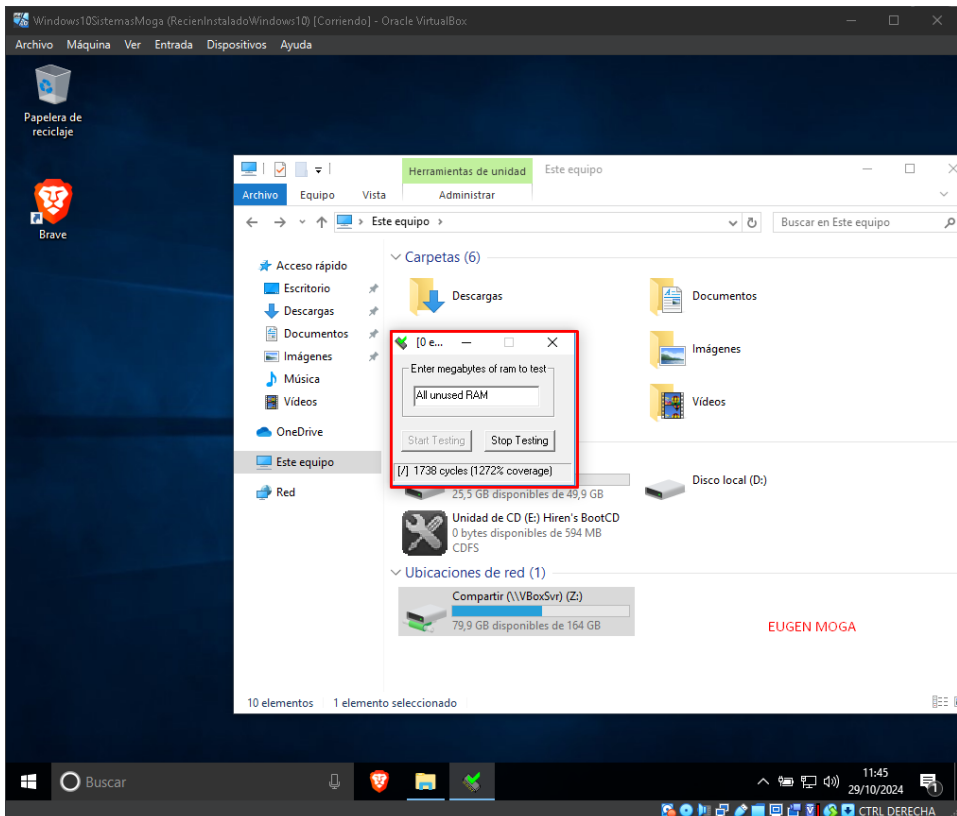 Windows10SistemasMoga (RecienInstaladoWindows10) [Corriendo] - Oracle VirtualBox
Archivo Máquina Ver Entrada Dispositivos Ayuda
Papelera de
reciclaje
Brave
Herramientas de unidad Este equipo
Archivo Equipo Vista Administrar
Este equipo
Buscar en Este equipo
Acceso rápido
Escritorio
Descargas
Documentos
Imágenes
Música
Vídeos
OneDrive
Este equipo
Red
Carpetas (6)
Descargas
Documentos
Imágenes
Vídeos
[0 e...
Enter megabytes of ram to test
All unused RAM
Start Testing Stop Testing
[/] 1738 cycles (1272% coverage)
25,5 GB disponibles de 49,9 GB
Disco local (D:)
Unidad de CD (E:) Hiren's BootCD
0 bytes disponibles de 594 MB
CDFS
Ubicaciones de red (1)
Compartir (\\VBoxSvr) (Z:)
79,9 GB disponibles de 164 GB
EUGEN MOGA
10 elementos 1 elemento seleccionado
Buscar
11:45
29/10/2024
1
CTRL DERECHA